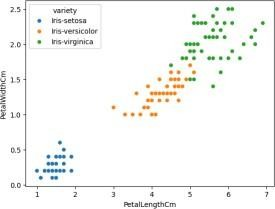 variety
Iris-setosa
Iris-versicolor
Iris-virginica
2.5
2.0
1.5
1.0
0.5
0.0
PetalWidthCm
1 2 3 4 5 6 7
PetalLengthCm